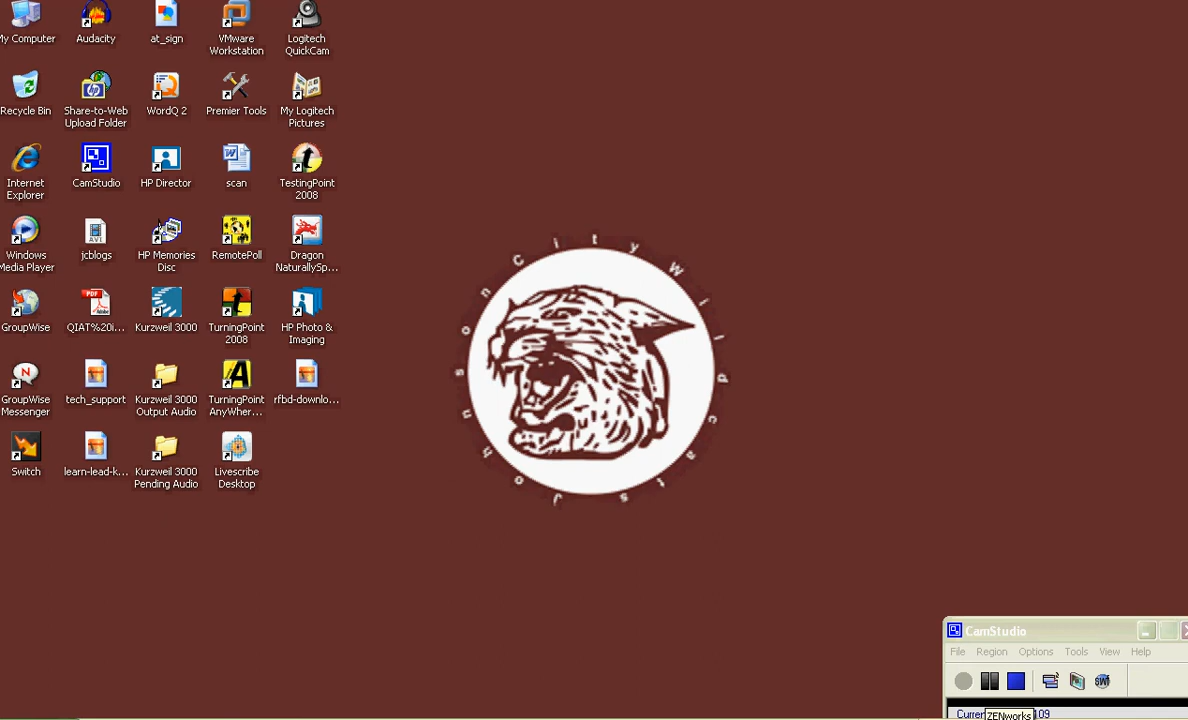 My Computer
Audacity
at_sign
VMware
Workstation
Logitech
QuickCam
Recycle Bin
Share-to-Web
Upload Folder
WordQ 2
Premier Tools
My Logitech
Pictures
Internet
Explorer
CamStudio
HP Director
scan
TestingPoint
2008
Windows
Media Player
jcblogs
HP Memories
Disc
RemotePoll
Dragon
NaturallySp...
GroupWise
QIAT%20i...
Kurzweil 3000
TurningPoint
2008
HP Photo &
Imaging
GroupWise
Messenger
tech_support
Kurzweil 3000
Output Audio
TurningPoint
AnyWher...
rfbd-downlo...
Switch
learn-lead-k...
Kurzweil 3000
Pending Audio
Livescribe
Desktop
Johnson City Wildcats
CamStudio
File Region Options Tools View Help
ZENworks
109